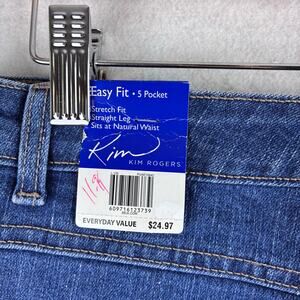 Easy Fit • 5 Pocket
Stretch Fit
Straight Leg
Sits at Natural Waist
Kim
KIM ROGERS
609716123739
EVERYDAY VALUE $24.97